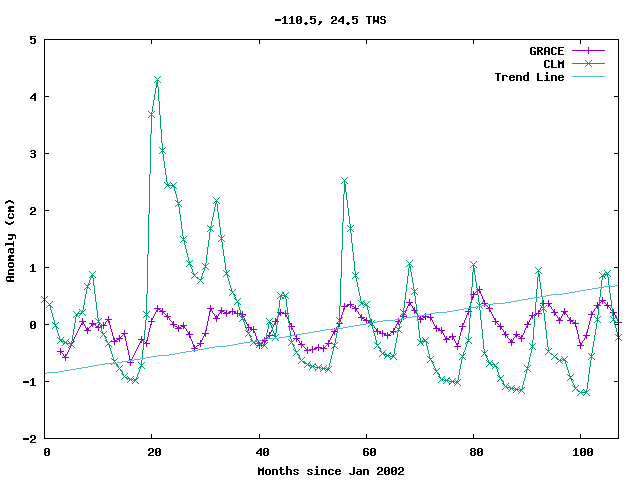 -110.5, 24.5 TWS
GRACE
CLM
Trend Line
5
4
3
2
1
0
-1
-2
Anomaly (cm)
0 20 40 60 80 100
Months since Jan 2002